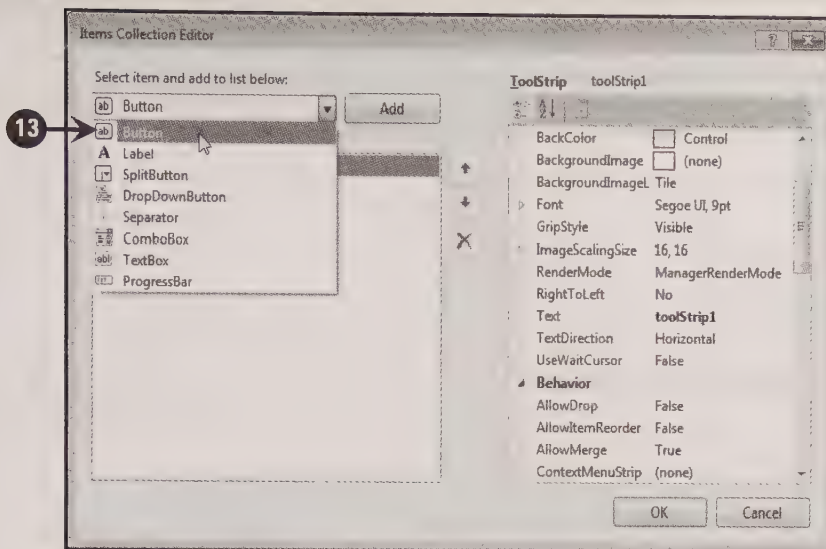 Items Collection Editor
Select item and add to list below:
ab Button
Add
13
ab Button
A Label
SplitButton
DropDownButton
Separator
ComboBox
abl TextBox
ProgressBar
ToolStrip toolStrip1
BackColor Control
BackgroundImage (none)
BackgroundImageL Tile
Font Segoe UI, 9pt
GripStyle Visible
ImageScalingSize 16, 16
RenderMode ManagerRenderMode
RightToLeft No
Text toolStrip1
TextDirection Horizontal
UseWaitCursor False
Behavior
AllowDrop False
AllowItemReorder False
AllowMerge True
ContextMenuStrip (none)
OK Cancel